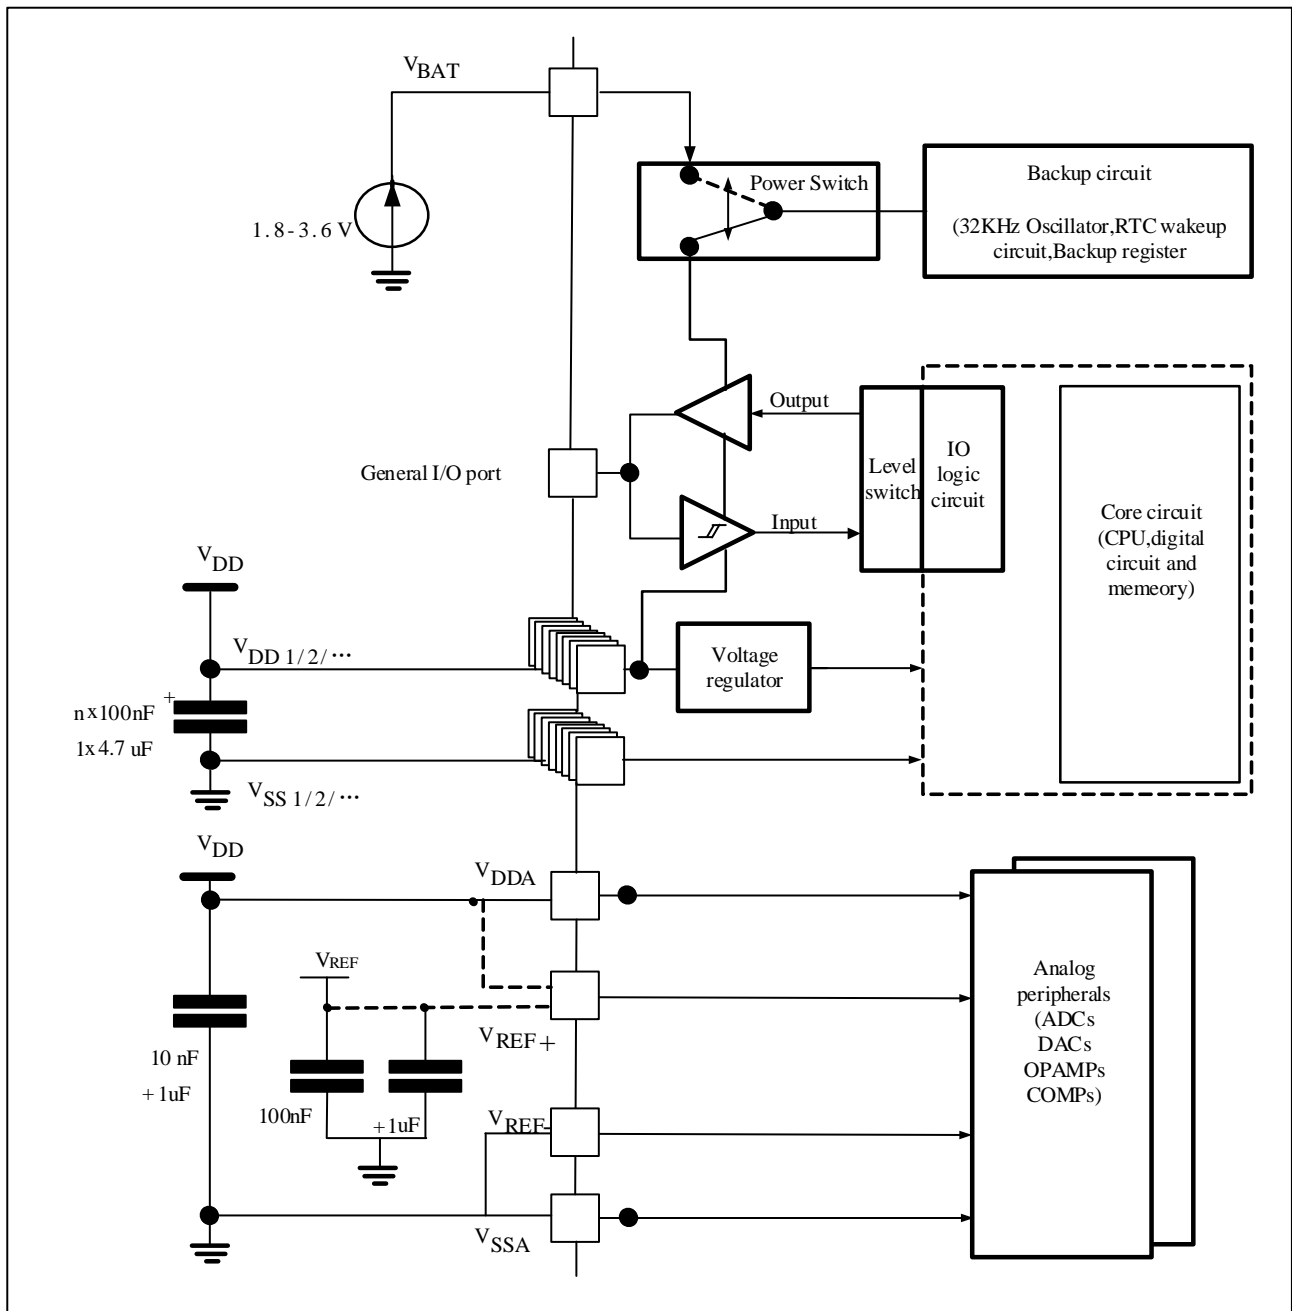 VBAT
1.8-3.6 V
Power Switch
Backup circuit
(32KHz Oscillator,RTC wakeup
circuit,Backup register
Output
General I/O port
Level
switch
IO
logic
circuit
Input
Core circuit
(CPU,digital
circuit and
memeory)
VDD
VDD 1/2/···
Voltage
regulator
n x 100nF
+
1x 4.7 uF
VSS 1/2/···
VDD
VDDA
VREF
VREF +
10 nF
+ 1uF
100nF
+ 1uF
VREF-
VSSA
Analog
peripherals
(ADCs
DACs
OPAMPs
COMPs)